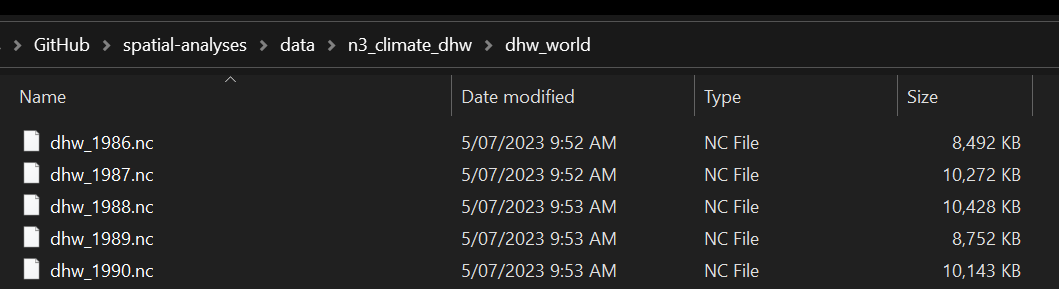 GitHub > spatial-analyses > data > n3_climate_dhw > dhw_world
Name Date modified Type Size
dhw_1986.nc 5/07/2023 9:52 AM NC File 8,492 KB
dhw_1987.nc 5/07/2023 9:52 AM NC File 10,272 KB
dhw_1988.nc 5/07/2023 9:53 AM NC File 10,428 KB
dhw_1989.nc 5/07/2023 9:53 AM NC File 8,752 KB
dhw_1990.nc 5/07/2023 9:53 AM NC File 10,143 KB